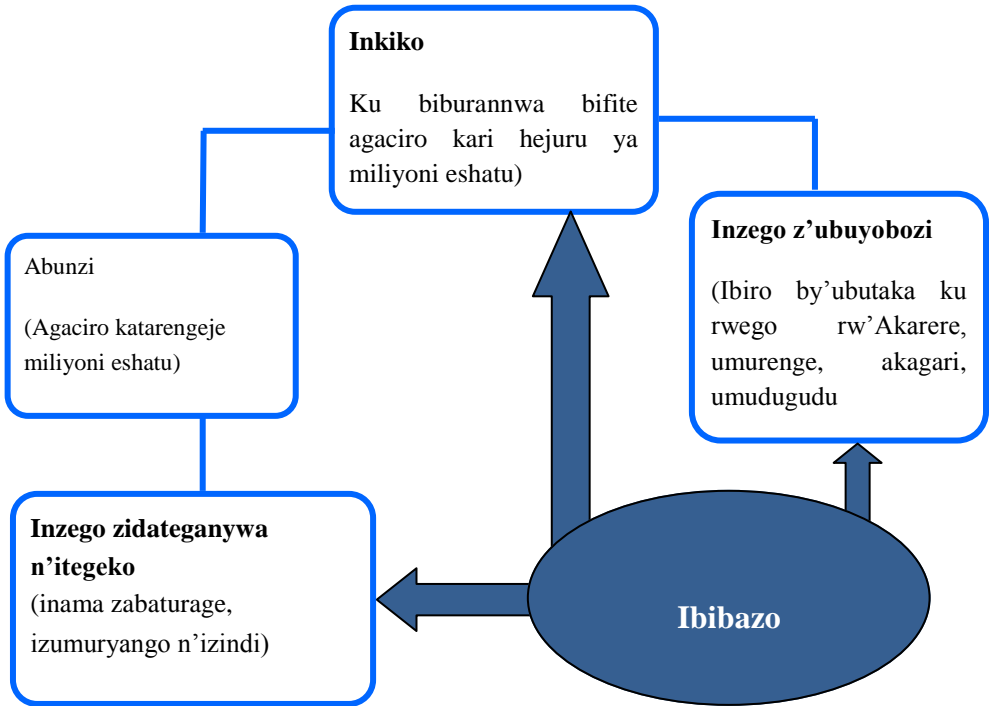 Inkiko
Ku biburannwa bifite
agaciro kari hejuru ya
miliyoni eshatu)
Inzego z’ubuyobozi
(Ibiro by’ubutaka ku
rwego rw’Akarere,
umurenge, akagari,
umudugudu
Abunzi
(Agaciro katarengeje
miliyoni eshatu)
Inzego zidateganywa
n’itegeko
(inama zabaturage,
izumuryango n’izindi)
Ibibazo